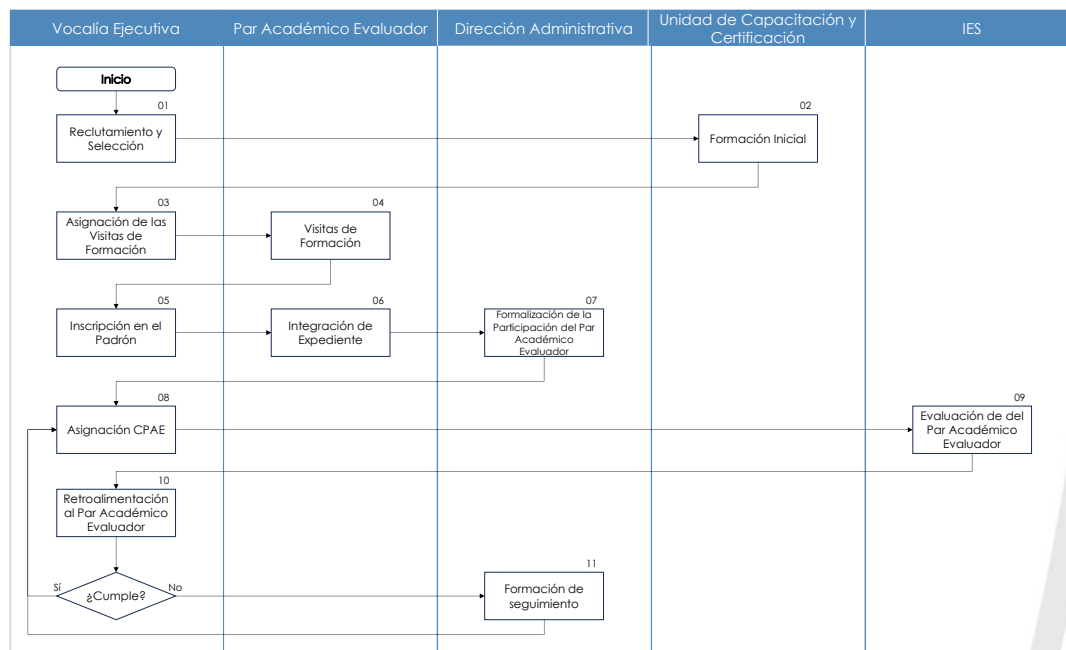 Vocalía Ejecutiva
Par Académico Evaluador
Dirección Administrativa
Unidad de Capacitación y
Certificación
IES
Inicio
01
Reclutamiento y
Selección
02
Formación Inicial
03
Asignación de las
Visitas de
Formación
04
Visitas de
Formación
05
Inscripción en el
Padrón
06
Integración de
Expediente
07
Formalización de la
Participación del Par
Académico
Evaluador
08
Asignación CPAE
09
Evaluación de del
Par Académico
Evaluador
10
Retroalimentación
al Par Académico
Evaluador
Sí
¿Cumple?
No
11
Formación de
seguimiento